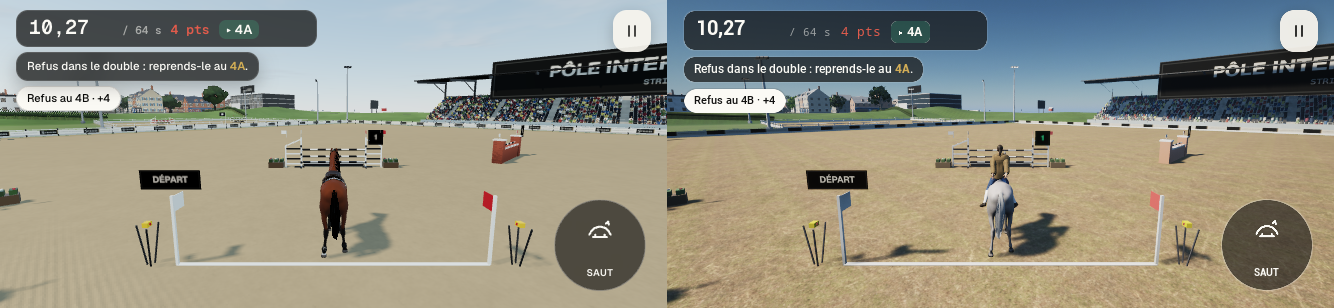 10,27 / 64 s 4 pts ▸ 4A
Refus dans le double : reprends-le au 4A.
Refus au 4B · +4
PÔLE INTER
STRI
DÉPART
SAUT
10,27 / 64 s 4 pts ▸ 4A
Refus dans le double : reprends-le au 4A.
Refus au 4B · +4
PÔLE INTER
STR
DÉPART
SAUT